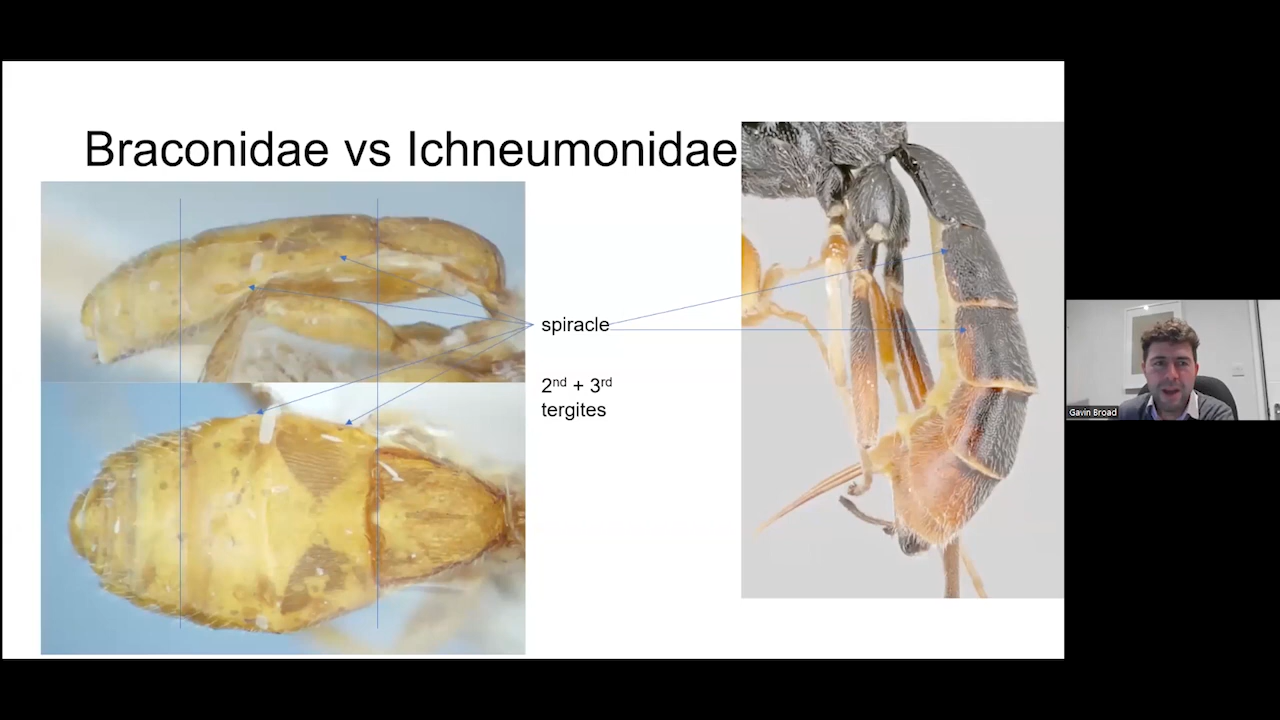 Braconidae vs Ichneumonidae
spiracle
2nd + 3rd
tergites
Gavin Broad